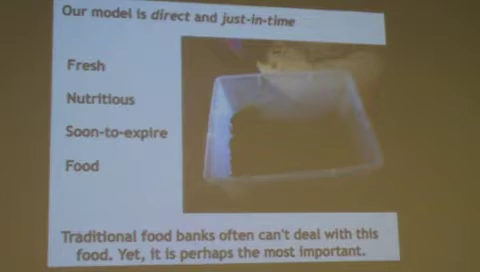 Our model is direct and just-in-time
Fresh
Nutritious
Soon-to-expire
Food
Traditional food banks often can't deal with this
food. Yet, it is perhaps the most important.